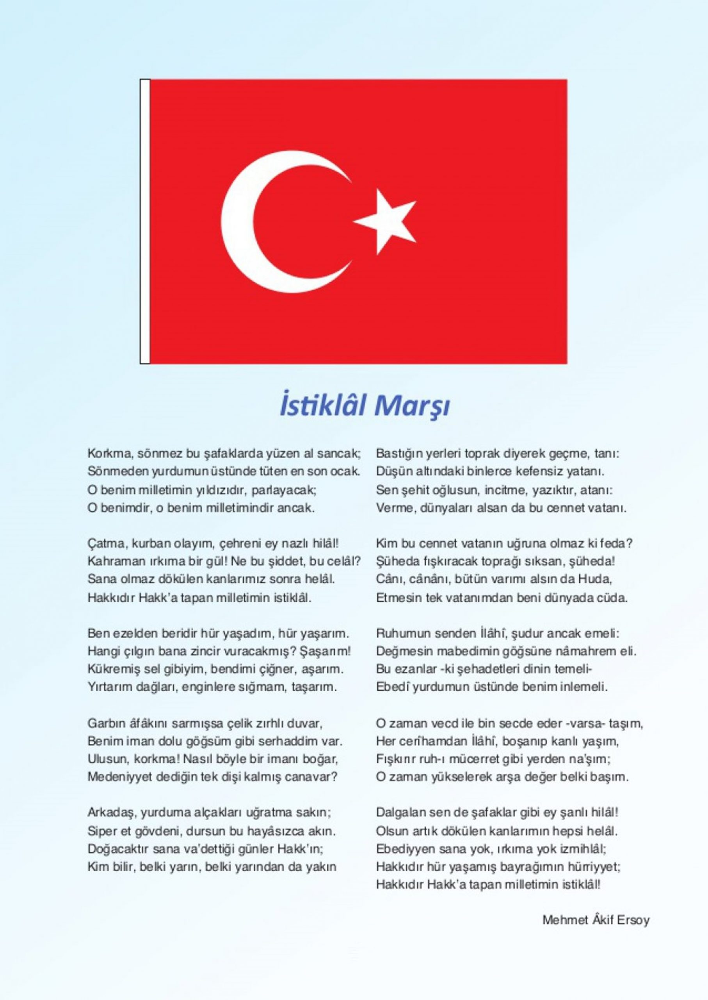 İstiklâl Marşı
Korkma, sönmez bu şafaklarda yüzen al sancak;
Sönmeden yurdumun üstünde tüten en son ocak.
O benim milletimin yıldızıdır, parlayacak;
O benimdir, o benim milletimindir ancak.
Çatma, kurban olayım, çehreni ey nazlı hilâl!
Kahraman ırkıma bir gül! Ne bu şiddet, bu celâl?
Sana olmaz dökülen kanlarımız sonra helâl.
Hakkıdır Hakk'a tapan milletimin istiklâl.
Ben ezelden beridir hür yaşadım, hür yaşarım.
Hangi çılgın bana zincir vuracakmış? Şaşarım!
Kükremiş sel gibiyim, bendimi çiğner, aşarım.
Yırtarım dağları, enginlere sığmam, taşarım.
Garbın âfâkını sarmışsa çelik zırhlı duvar,
Benim iman dolu göğsüm gibi serhaddim var.
Ulusun, korkma! Nasıl böyle bir imanı boğar,
Medeniyyet dediğin tek dişi kalmış canavar?
Arkadaş, yurduma alçakları uğratma sakın;
Siper et gövdeni, dursun bu hayâsızca akın.
Doğacaktır sana va'dettiği günler Hakk'ın;
Kim bilir, belki yarın, belki yarından da yakın
Bastığın yerleri toprak diyerek geçme, tanı:
Düşün altındaki binlerce kefensiz yatanı.
Sen şehit oğlusun, incitme, yazıktır, atanı:
Verme, dünyaları alsan da bu cennet vatanı.
Kim bu cennet vatanın uğruna olmaz ki feda?
Şüheda fışkıracak toprağı sıksan, şüheda!
Cânı, cânânı, bütün varımı alsın da Huda,
Etmesin tek vatanımdan beni dünyada cüda.
Ruhumun senden İlâhî, şudur ancak emeli:
Değmesin mabedimin göğsüne nâmahrem eli.
Bu ezanlar -ki şehadetleri dinin temeli-
Ebedî yurdumun üstünde benim inlemeli.
O zaman vecd ile bin secde eder -varsa- taşım,
Her cerîhamdan İlâhî, boşanıp kanlı yaşım,
Fışkırır ruh-ı mücerret gibi yerden na'şım;
O zaman yükselerek arşa değer belki başım.
Dalgalan sen de şafaklar gibi ey şanlı hilâl!
Olsun artık dökülen kanlarımın hepsi helâl.
Ebediyyen sana yok, ırkıma yok izmihlâl;
Hakkıdır hür yaşamış bayrağımın hürriyyet;
Hakkıdır Hakk'a tapan milletimin istiklâl!
Mehmet Âkif Ersoy